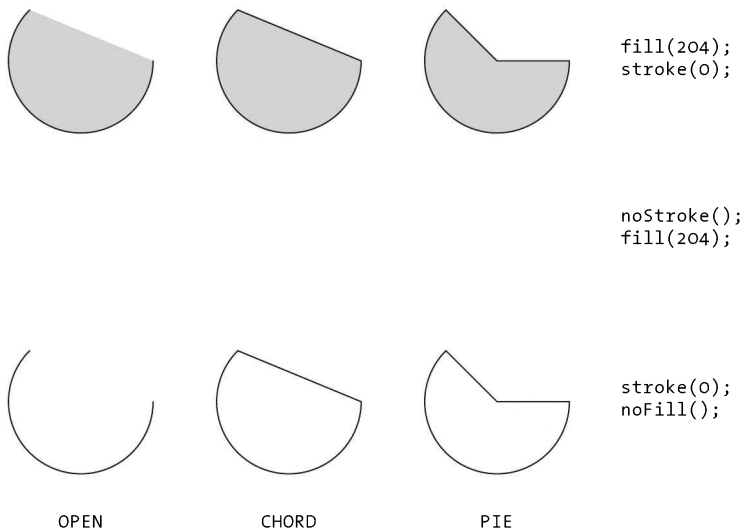 fill(204);
stroke(0);
noStroke();
fill(204);
stroke(0);
noFill();
OPEN CHORD PIE